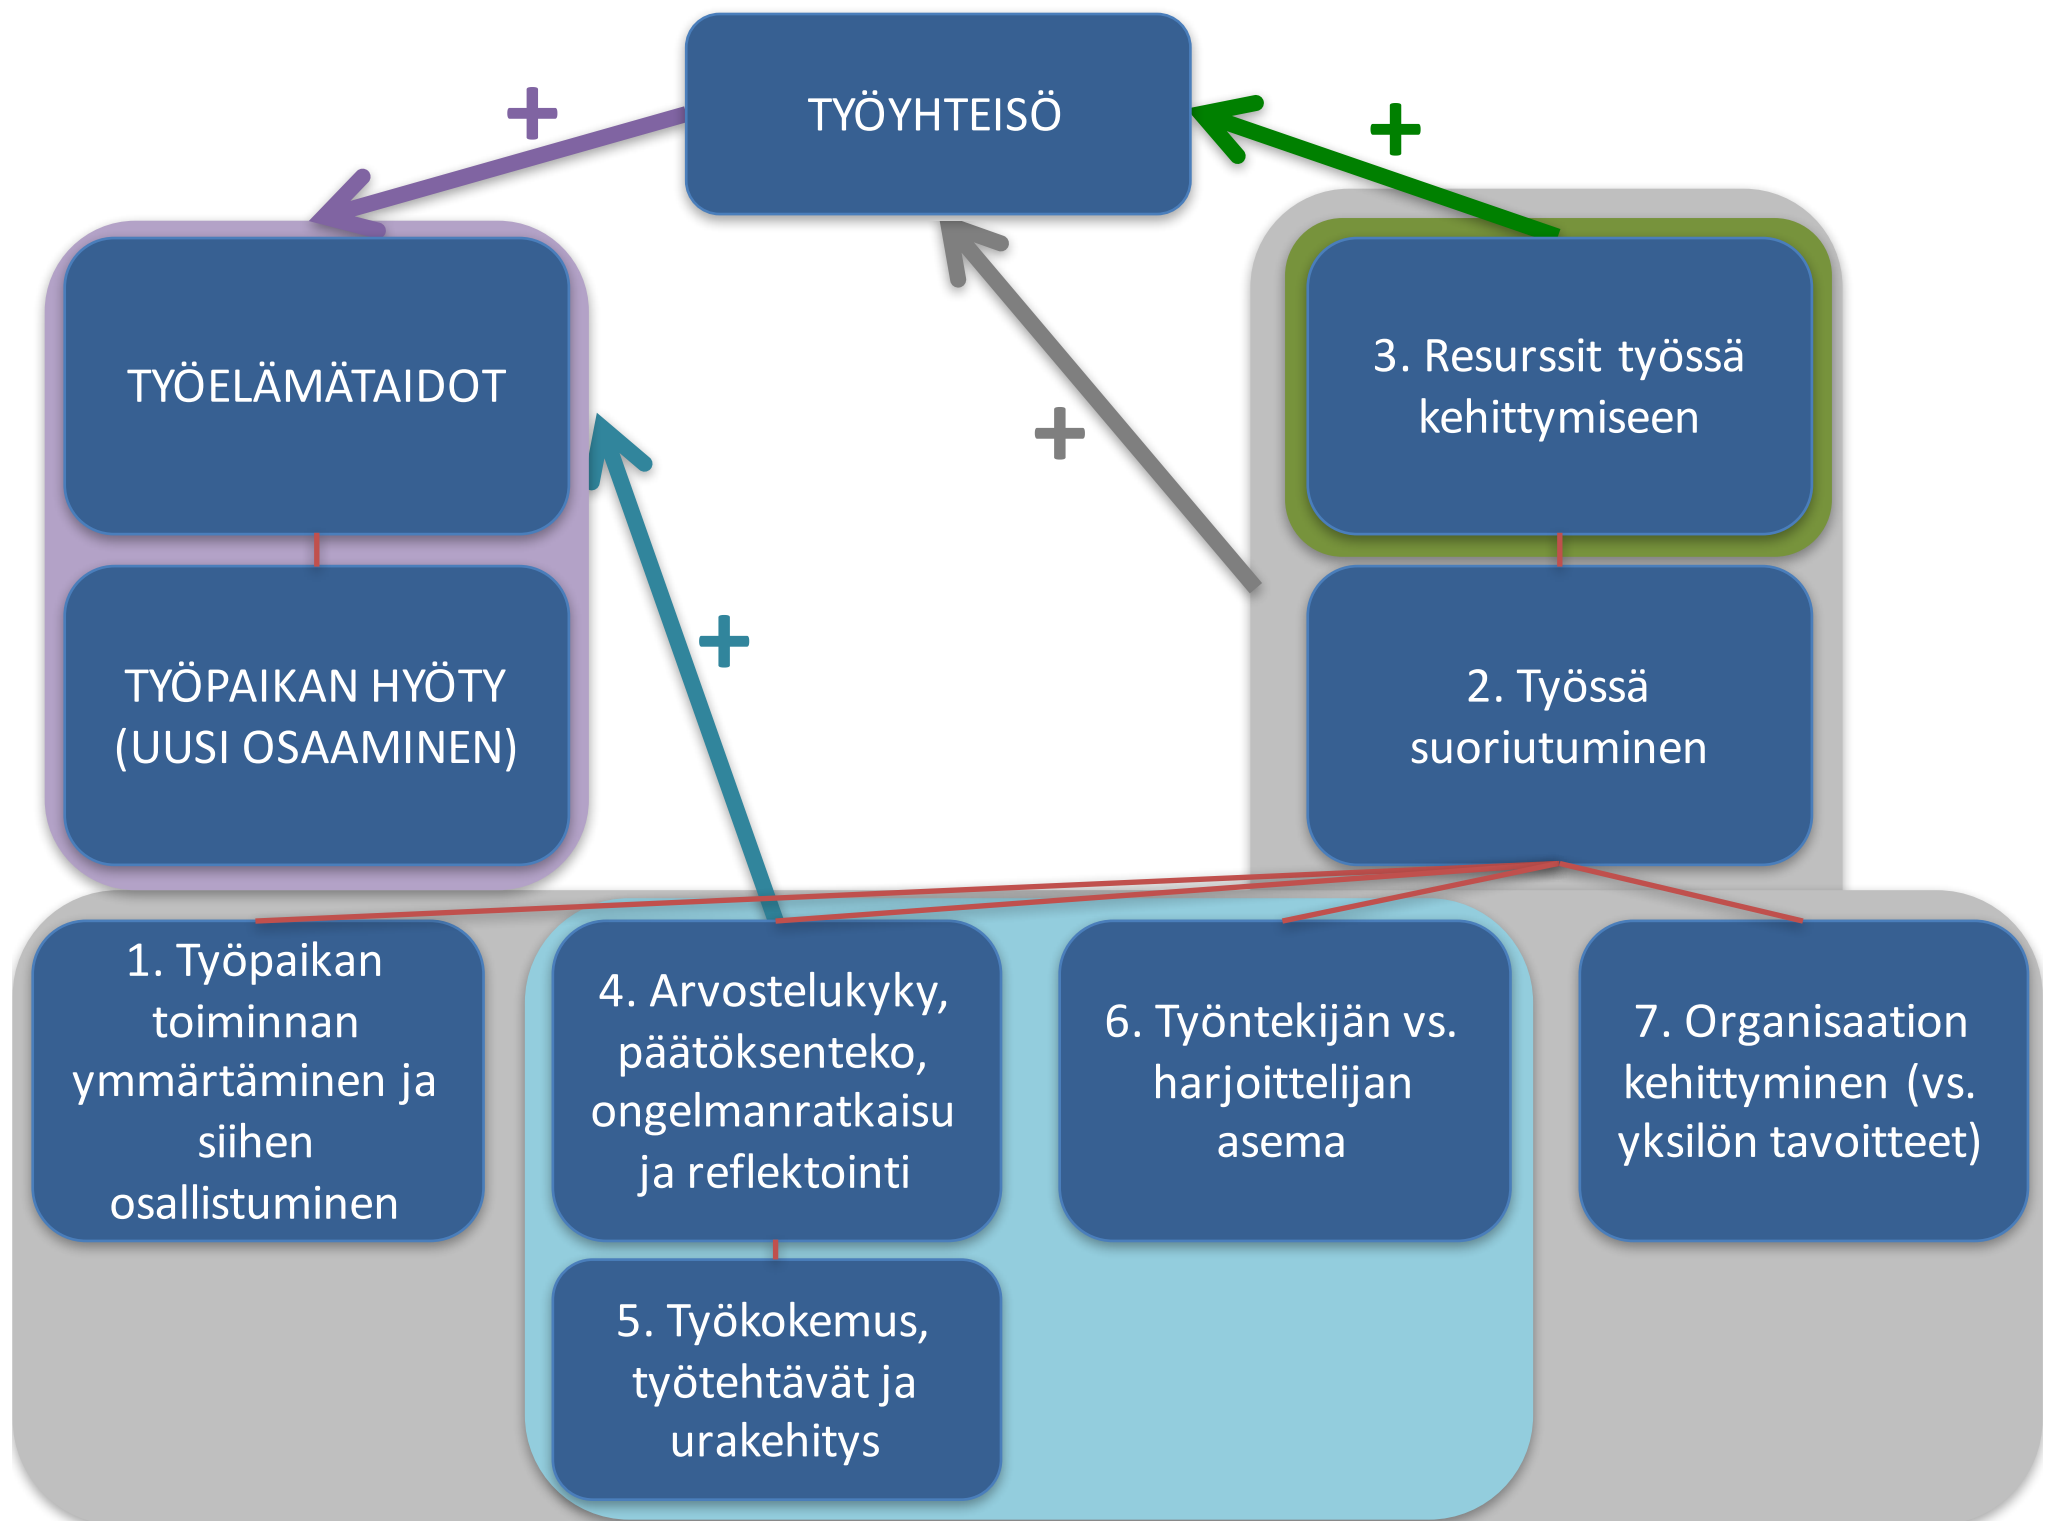 TYÖYHTEISÖ
+
+
TYÖELÄMÄTAIDOT
3. Resurssit työssä
kehittymiseen
+
+
TYÖPAIKAN HYÖTY
(UUSI OSAAMINEN)
2. Työssä
suoriutuminen
1. Työpaikan
toiminnan
ymmärtäminen ja
siihen
osallistuminen
4. Arvostelukyky,
päätöksenteko,
ongelmanratkaisu
ja reflektointi
6. Työntekijän vs.
harjoittelijan
asema
7. Organisaation
kehittyminen (vs.
yksilön tavoitteet)
5. Työkokemus,
työtehtävät ja
urakehitys